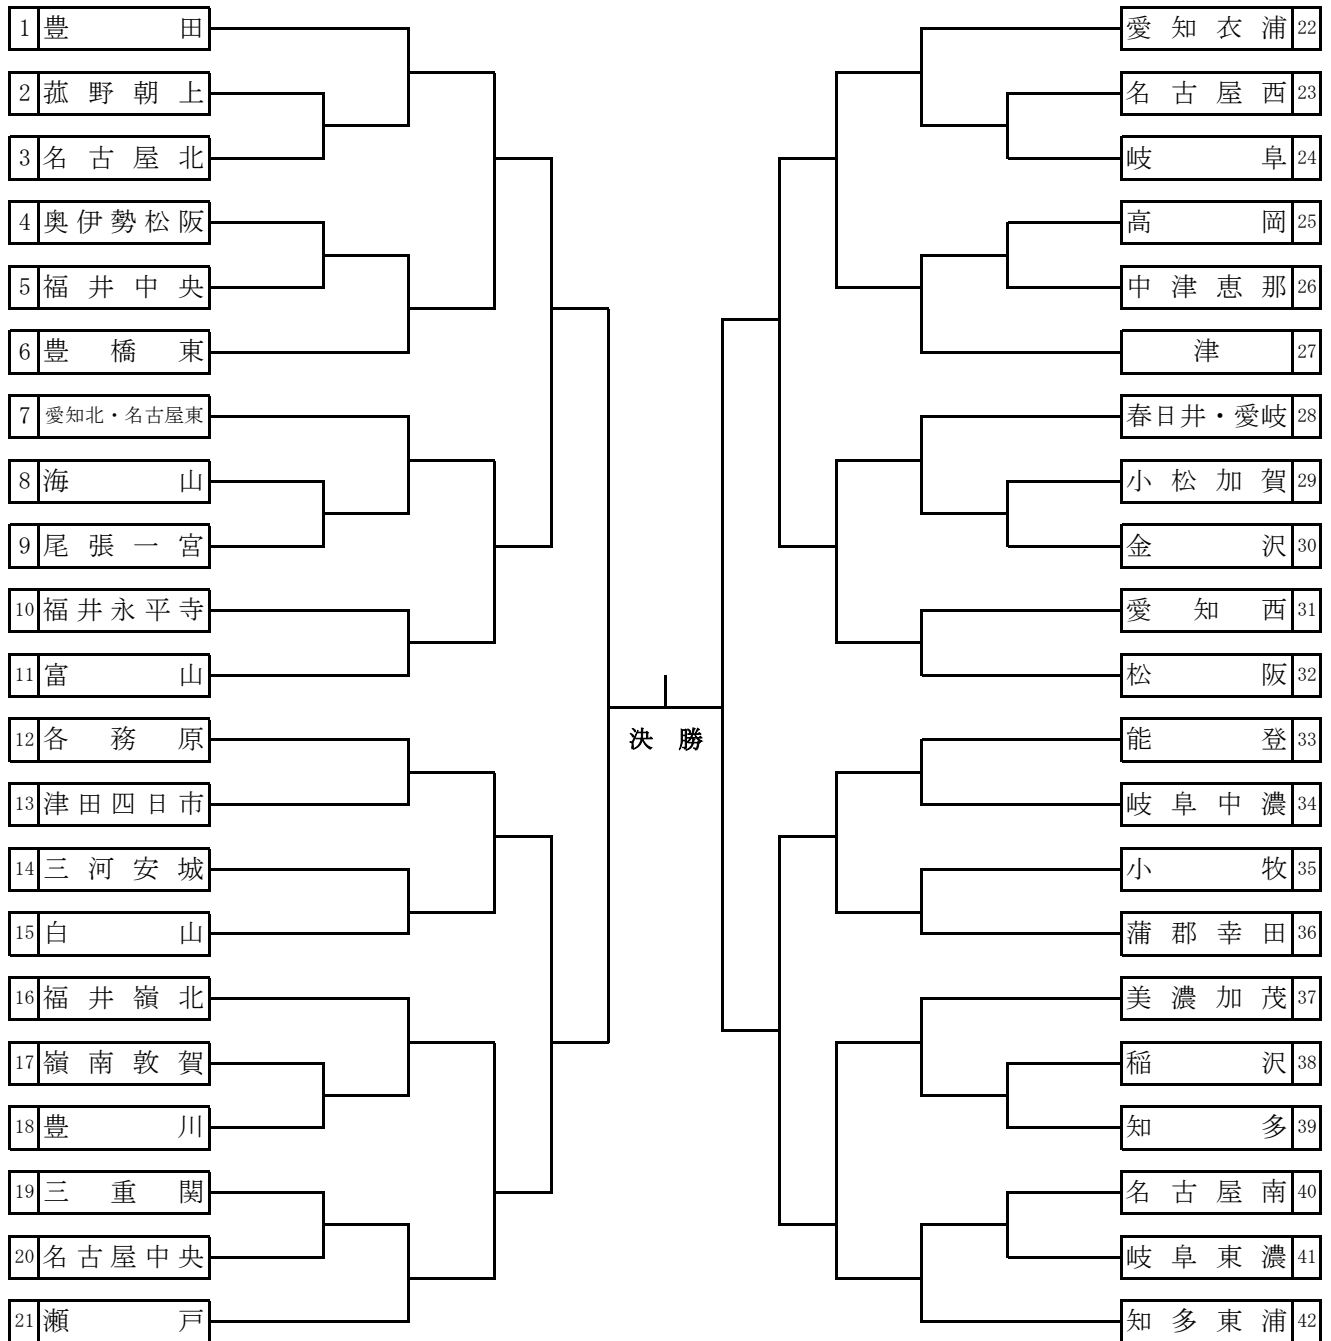 1 豊田
2 菰野朝上
3 名古屋北
4 奥伊勢松阪
5 福井中央
6 豊橋東
7 愛知北・名古屋東
8 海山
9 尾張一宮
10 福井永平寺
11 富山
12 各務原
13 津田四日市
14 三河安城
15 白山
16 福井嶺北
17 嶺南敦賀
18 豊川
19 三重関
20 名古屋中央
21 瀬戸
決勝
愛知衣浦 22
名古屋西 23
岐阜 24
高岡 25
中津恵那 26
津 27
春日井・愛岐 28
小松加賀 29
金沢 30
愛知西 31
松阪 32
能登 33
岐阜中濃 34
小牧 35
蒲郡幸田 36
美濃加茂 37
稲沢 38
知多 39
名古屋南 40
岐阜東濃 41
知多東浦 42